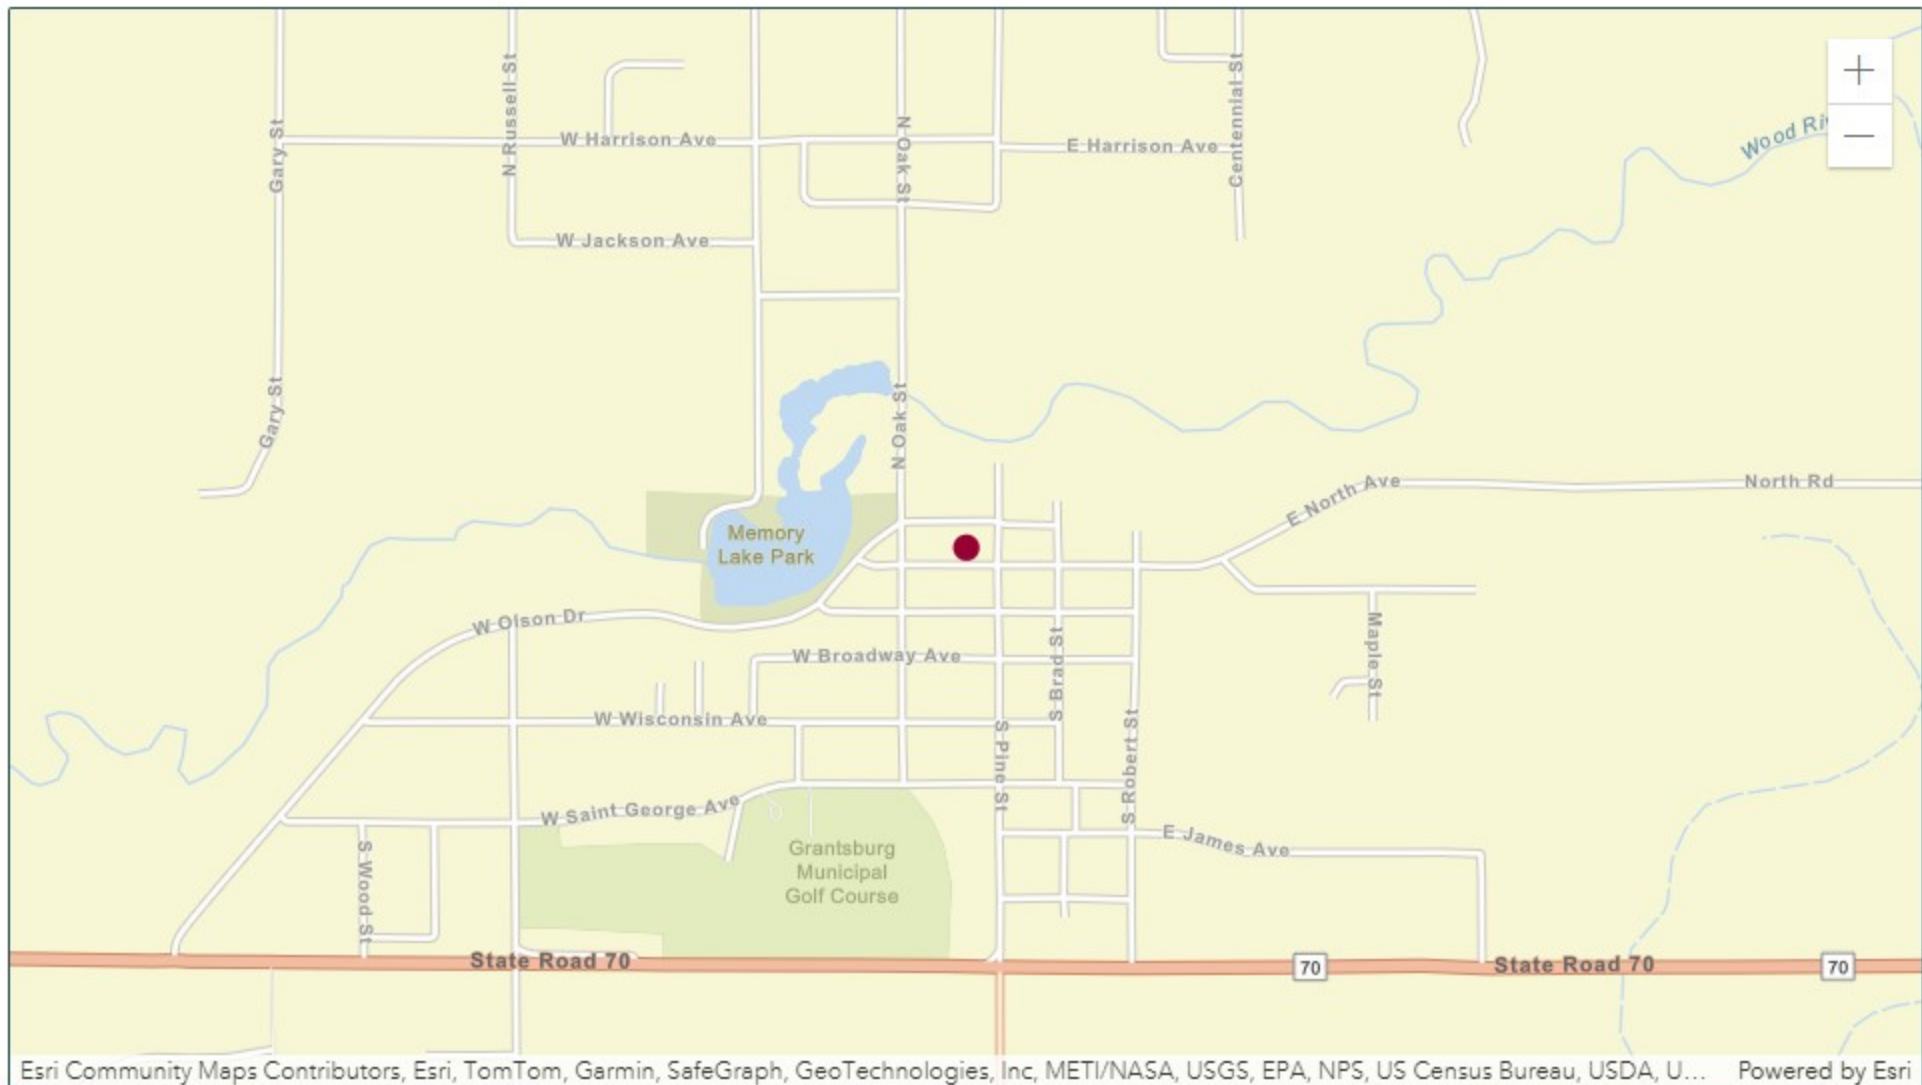 Gary St
N Russell St
W Harrison Ave
N Oak St
E Harrison Ave
Centennial St
Wood
+
−
W Jackson Ave
Gary St
N Oak St
E North Ave
North Rd
Memory
Lake Park
W Olson Dr
W Broadway Ave
S Brad St
Maple St
W Wisconsin Ave
S Pine St
S Robert St
W Saint George Ave
E James Ave
Grantsburg
Municipal
Golf Course
S Wood St
State Road 70
70
State Road 70
70
Esri Community Maps Contributors, Esri, TomTom, Garmin, SafeGraph, GeoTechnologies, Inc, METI/NASA, USGS, EPA, NPS, US Census Bureau, USDA, U...
Powered by Esri